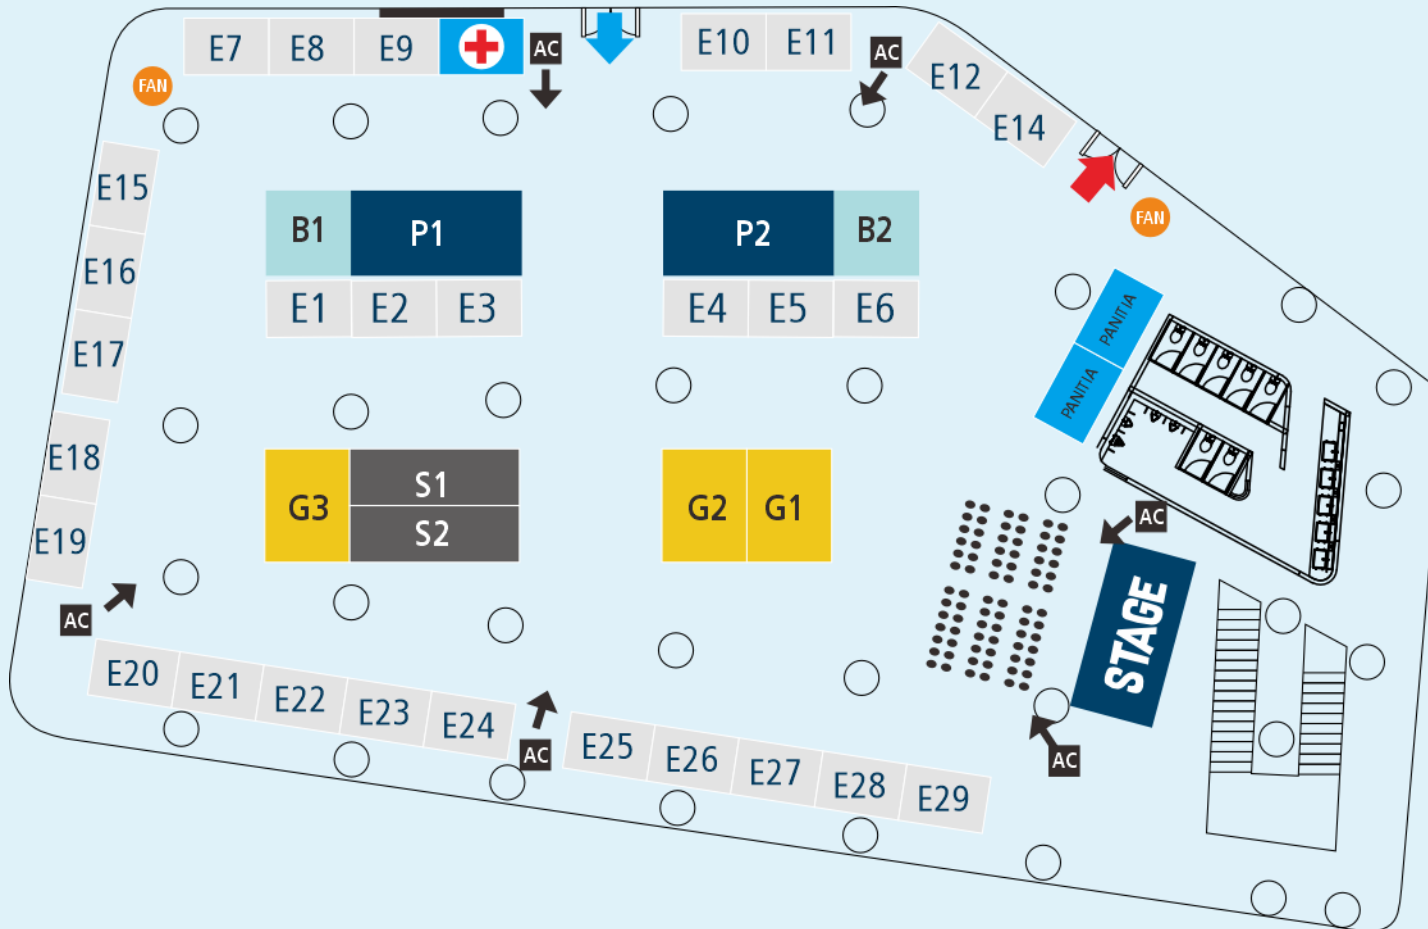 E7 E8 E9 AC E10 E11 AC E12
FAN
E14
E15
FAN
B1 P1 P2 B2
E16
E1 E2 E3 E4 E5 E6
PANITIA
E17
PANITIA
E18
G3 S1 G2 G1
S2
AC
E19
AC
STAGE
E20 E21 E22 E23 E24
AC
E25 E26 E27 E28 E29
AC